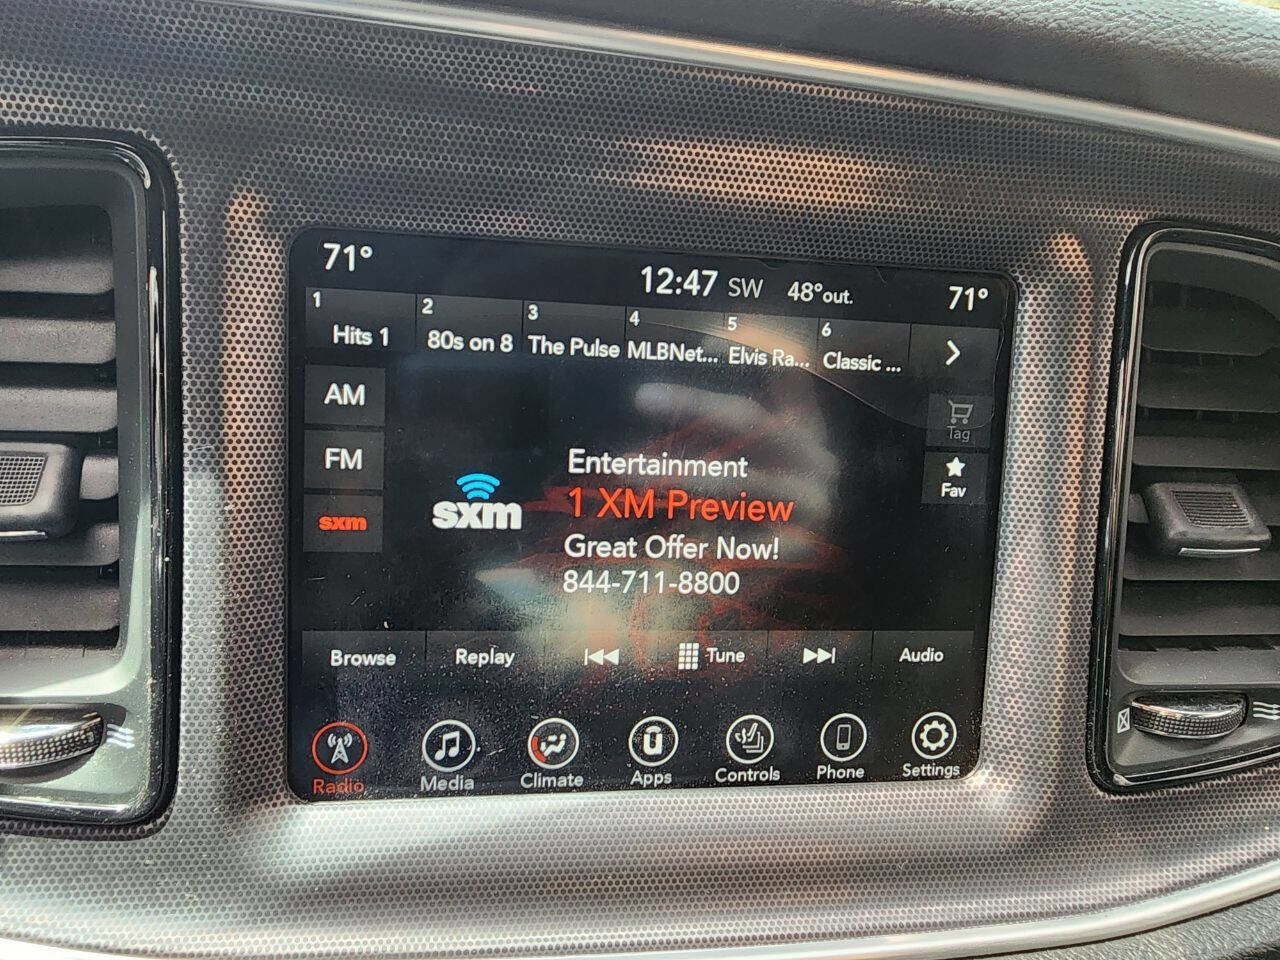 71°
12:47 SW 48°out.
71°
1 Hits 1
2 80s on 8
3 The Pulse
4 MLBNet...
5 Elvis Ra...
6 Classic ...
AM
FM
sxm
sxm
Entertainment
1 XM Preview
Great Offer Now!
844-711-8800
Tag
Fav
Browse
Replay
Tune
Audio
Radio
Media
Climate
Apps
Controls
Phone
Settings